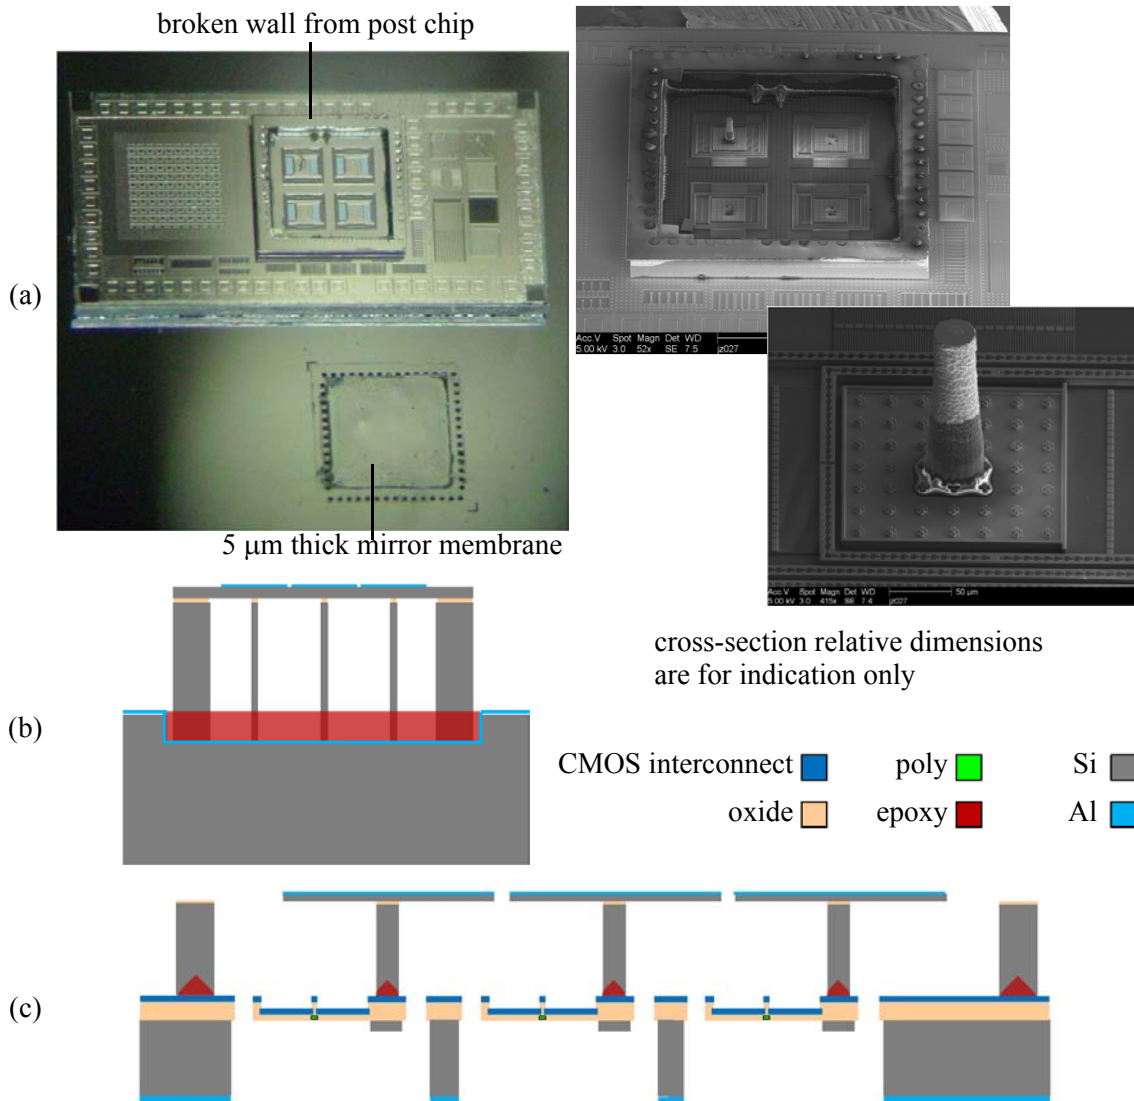 broken wall from post chip
(a)
Acc.V Spot Magn Det WD
5.00 kV 3.0 52x SE 7.5 jz027
5 μm thick mirror membrane
Acc.V Spot Magn Det WD
5.00 kV 3.0 415x SE 7.4 jz027
50 μm
cross-section relative dimensions
are for indication only
(b)
CMOS interconnect
poly
Si
oxide
epoxy
Al
(c)